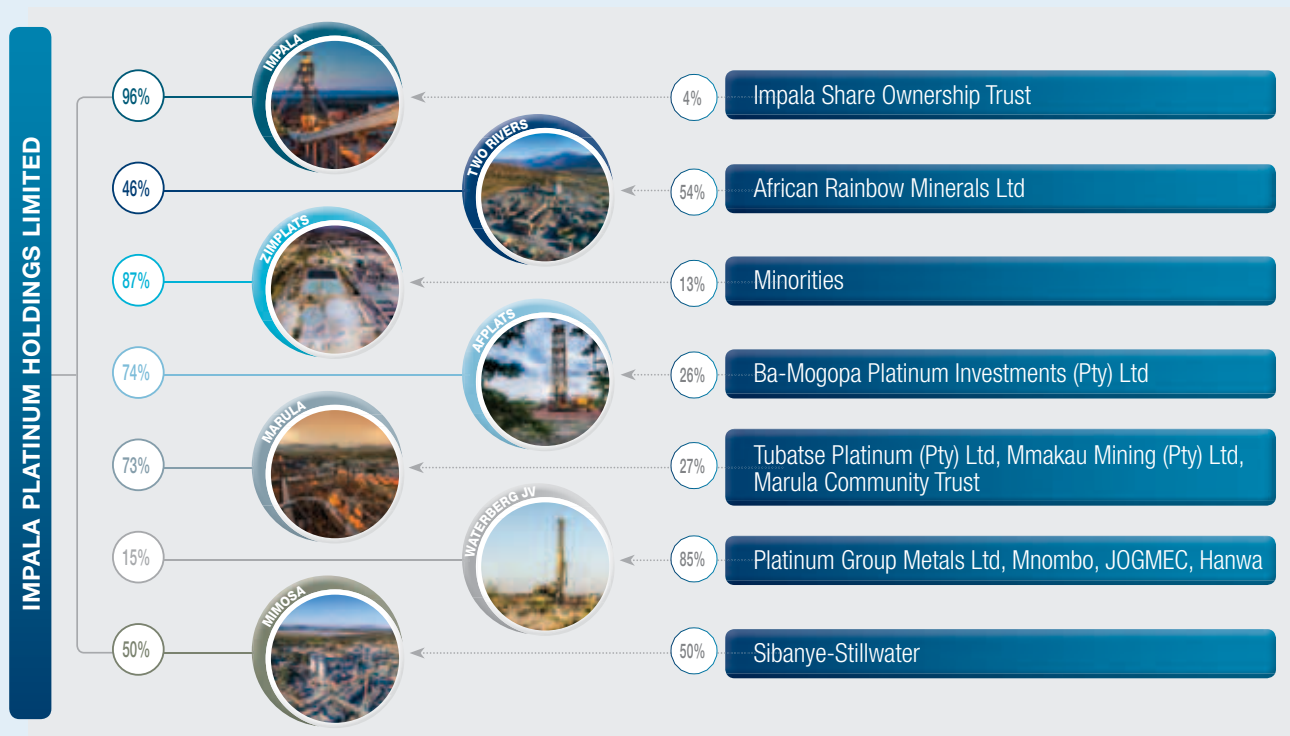 IMPALA PLATINUM HOLDINGS LIMITED
96%
IMPALA
4%
Impala Share Ownership Trust
46%
TWO RIVERS
54%
African Rainbow Minerals Ltd
87%
ZIMPLATS
13%
Minorities
74%
AFPLATS
26%
Ba-Mogopa Platinum Investments (Pty) Ltd
73%
MARULA
27%
Tubatse Platinum (Pty) Ltd, Mmakau Mining (Pty) Ltd,
Marula Community Trust
15%
WATERBERG JV
85%
Platinum Group Metals Ltd, Mnombo, JOGMEC, Hanwa
50%
MIMOSA
50%
Sibanye-Stillwater